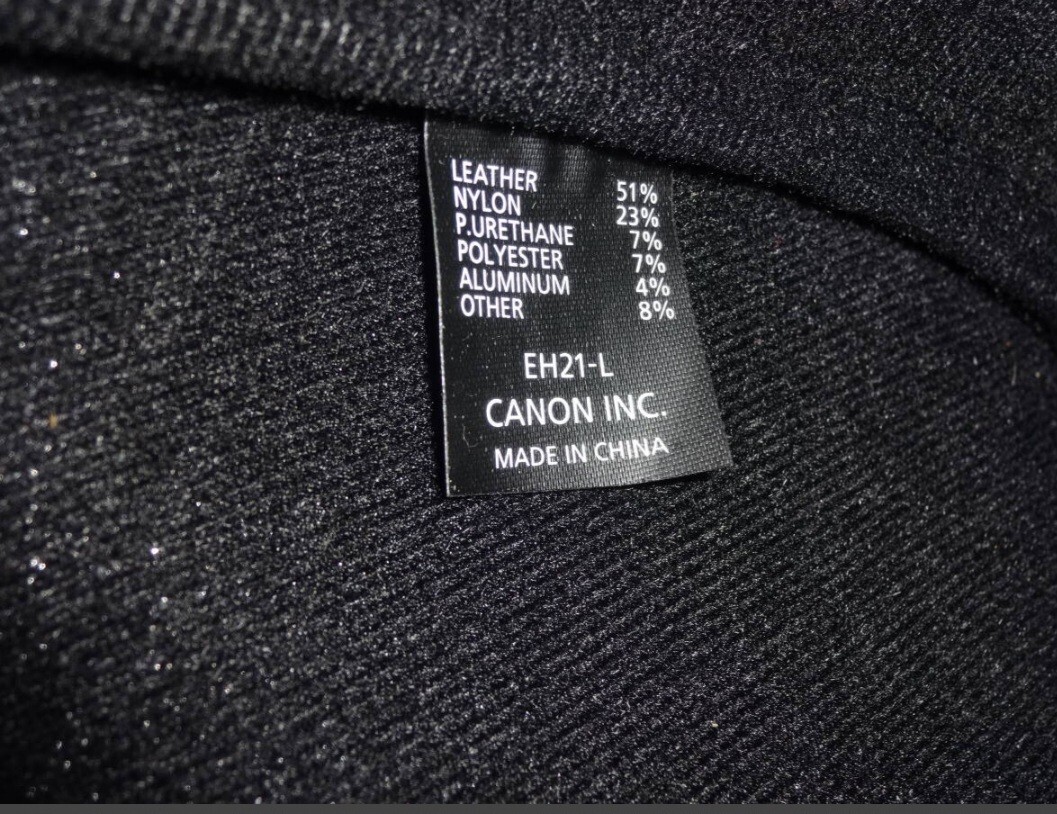 LEATHER 51%
NYLON 23%
P.URETHANE 7%
POLYESTER 7%
ALUMINUM 4%
OTHER 8%
EH21-L
CANON INC.
MADE IN CHINA